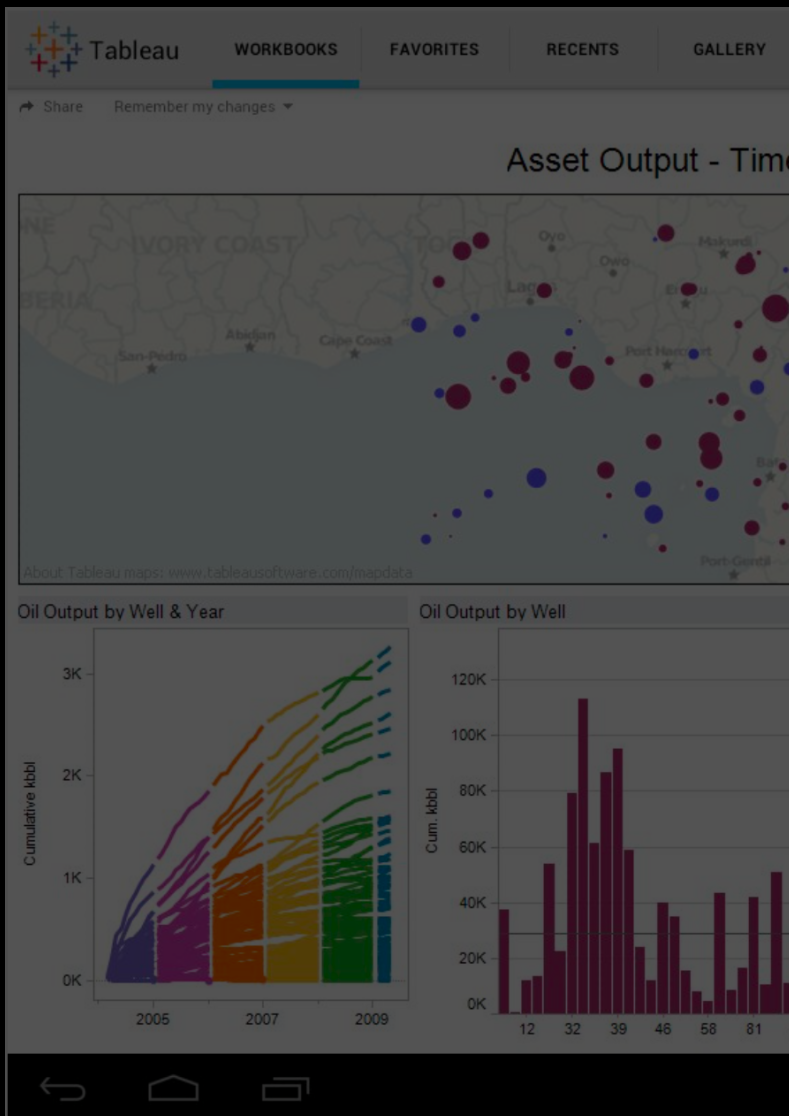 Tableau
WORKBOOKS
FAVORITES
RECENTS
GALLERY
Share
Remember my changes
Asset Output - Time
IVORY COAST
Oyo
Makurdi
Owo
Abidjan
Cape Coast
San-Pedro
Port Harcourt
Port-Gentil
About Tableau maps: www.tableausoftware.com/mapdata
Oil Output by Well & Year
Oil Output by Well
Cumulative kbbl
3K
2K
1K
0K
2005
2007
2009
Cum. kbbl
120K
100K
80K
60K
40K
20K
0K
12
32
39
46
58
81